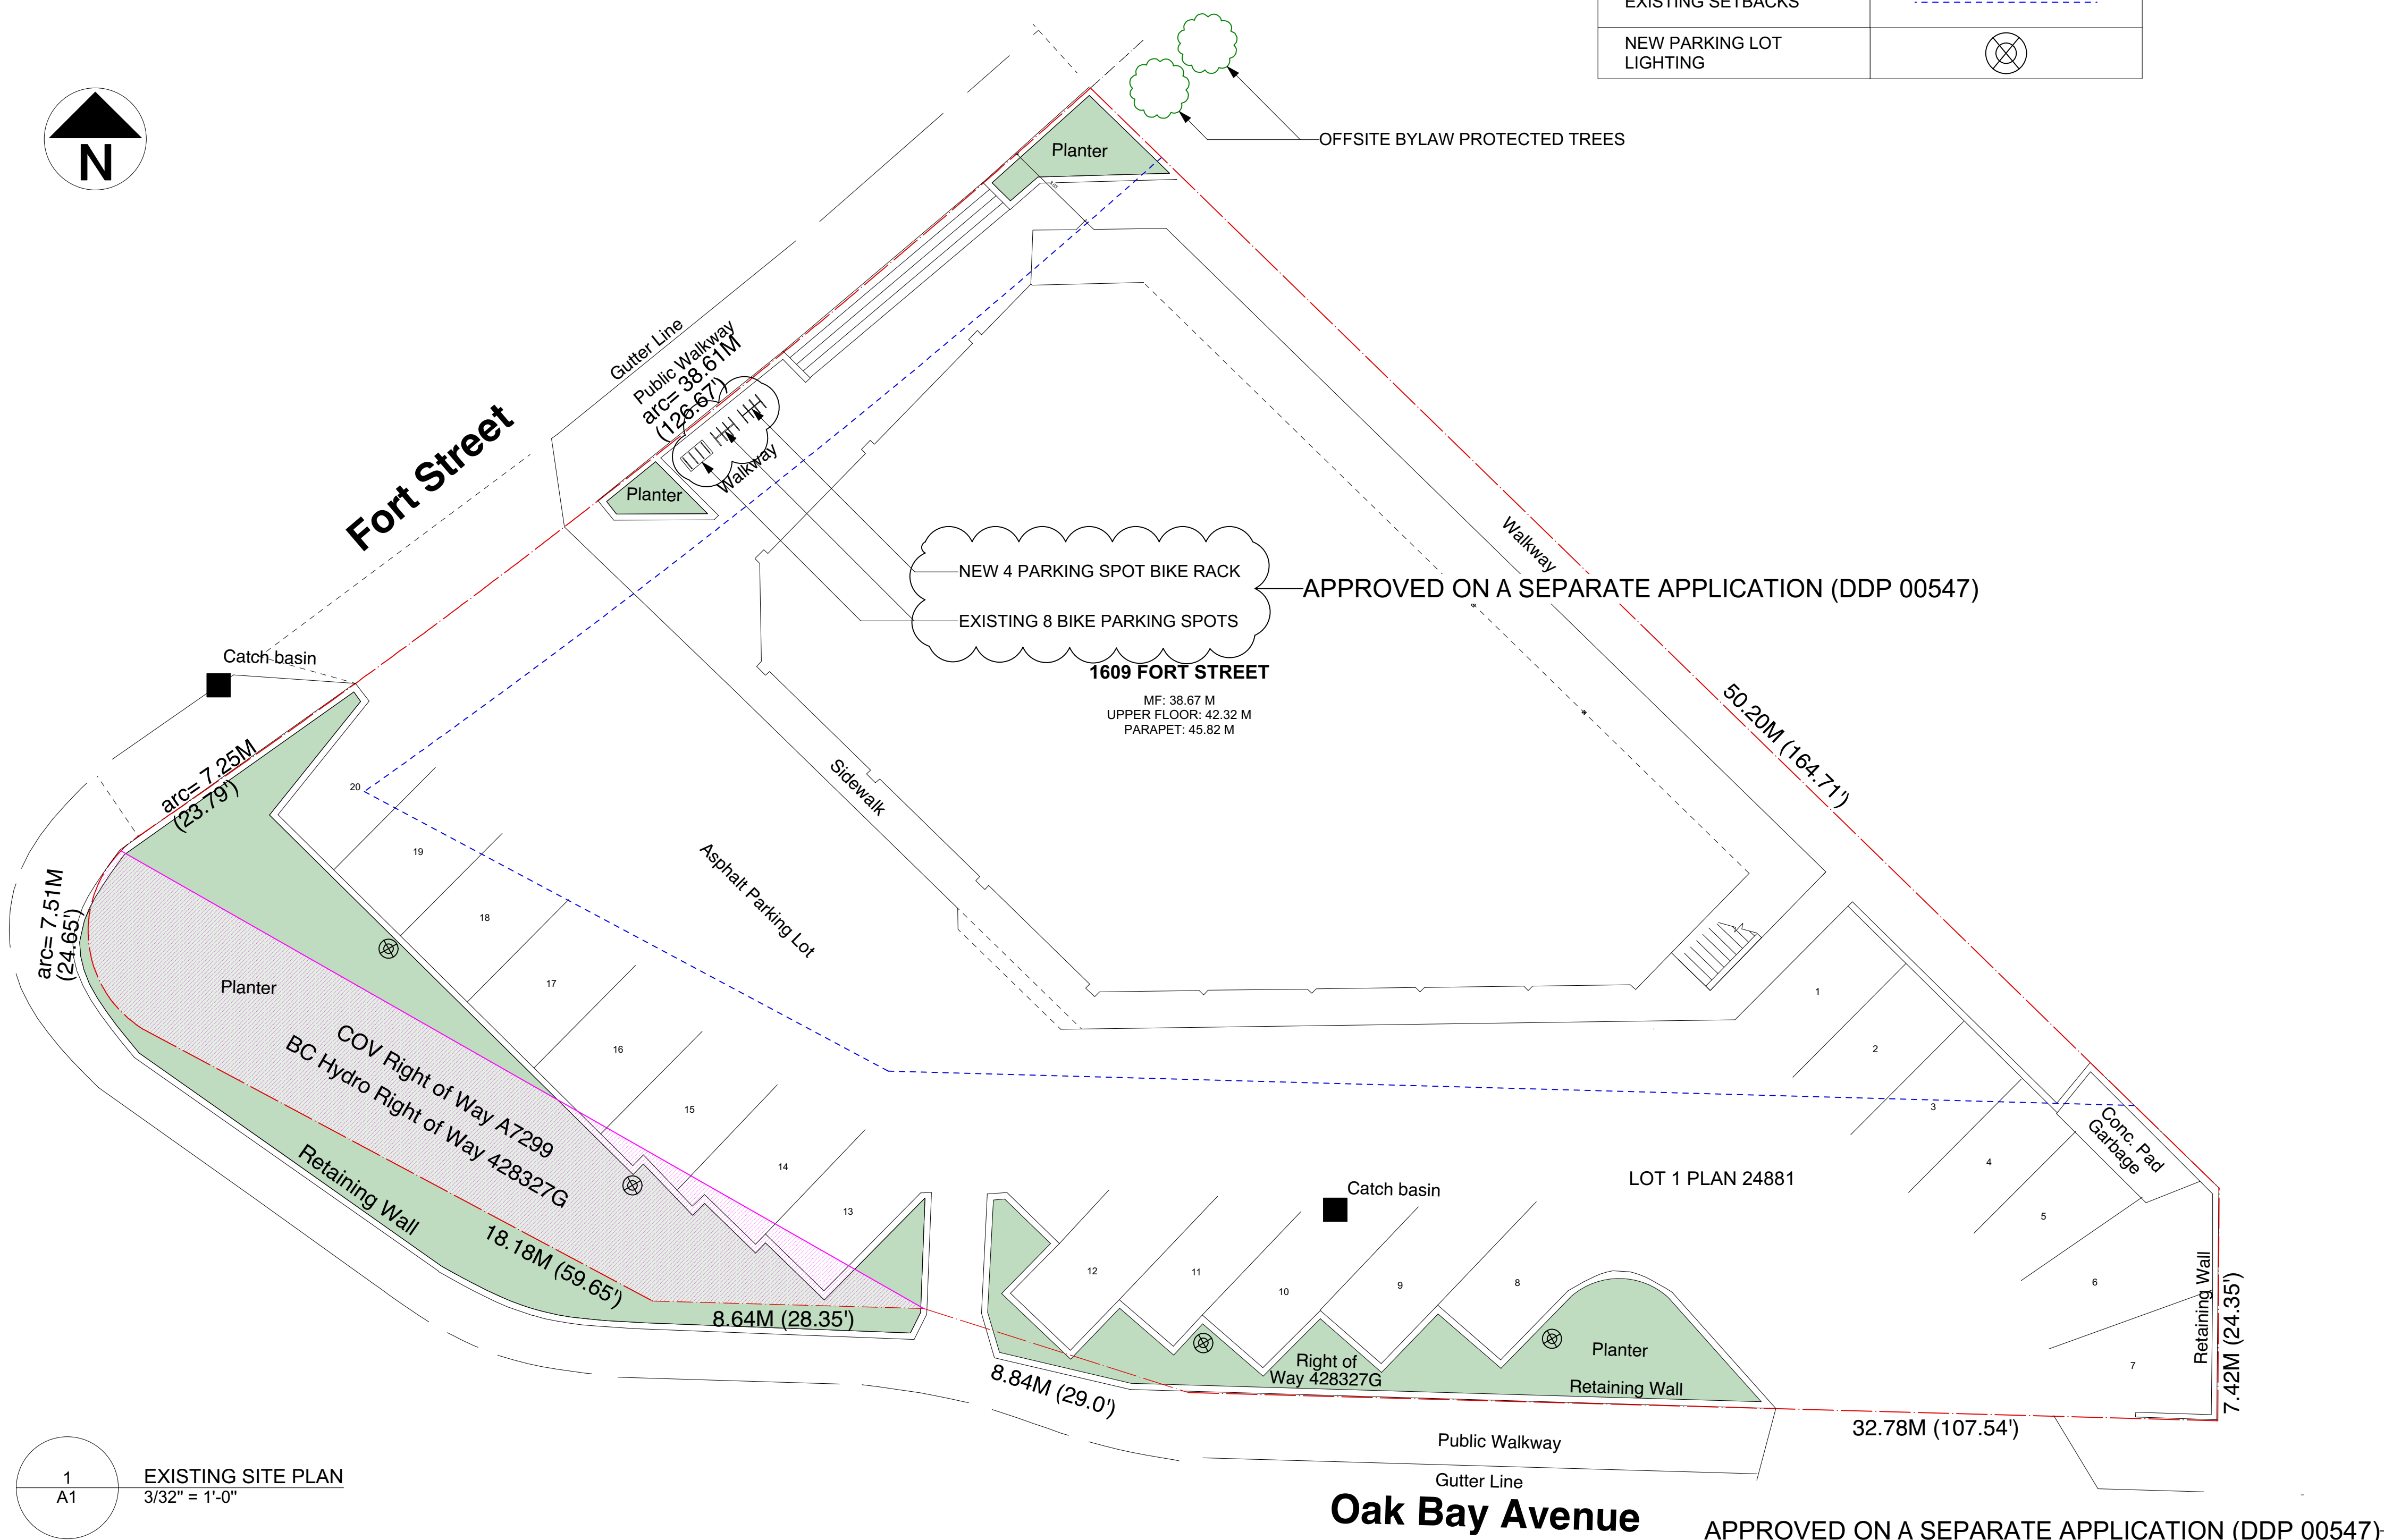 EXISTING SETBACKS
NEW PARKING LOT
LIGHTING
N
OFFSITE BYLAW PROTECTED TREES
Planter
Gutter Line
Public Walkway
arc= 38.61M
(126.67')
Fort Street
Walkway
Planter
Walkway
NEW 4 PARKING SPOT BIKE RACK
EXISTING 8 BIKE PARKING SPOTS
APPROVED ON A SEPARATE APPLICATION (DDP 00547)
1609 FORT STREET
MF: 38.67 M
UPPER FLOOR: 42.32 M
PARAPET: 45.82 M
50.20M (164.71')
Catch basin
arc= 7.25M
(23.79')
Sidewalk
Asphalt Parking Lot
20
19
18
17
16
15
14
13
arc= 7.51M
(24.65')
Planter
COV Right of Way A7299
BC Hydro Right of Way 428327G
Retaining Wall
18.18M (59.65')
8.64M (28.35')
1
2
3
4
5
6
7
Conc. Pad
Garbage
LOT 1 PLAN 24881
Catch basin
12
11
10
9
8
Retaining Wall
7.42M (24.35')
Right of
Way 428327G
Planter
Retaining Wall
8.84M (29.0')
32.78M (107.54')
Public Walkway
Gutter Line
Oak Bay Avenue
1
A1
EXISTING SITE PLAN
3/32" = 1'-0"
APPROVED ON A SEPARATE APPLICATION (DDP 00547)